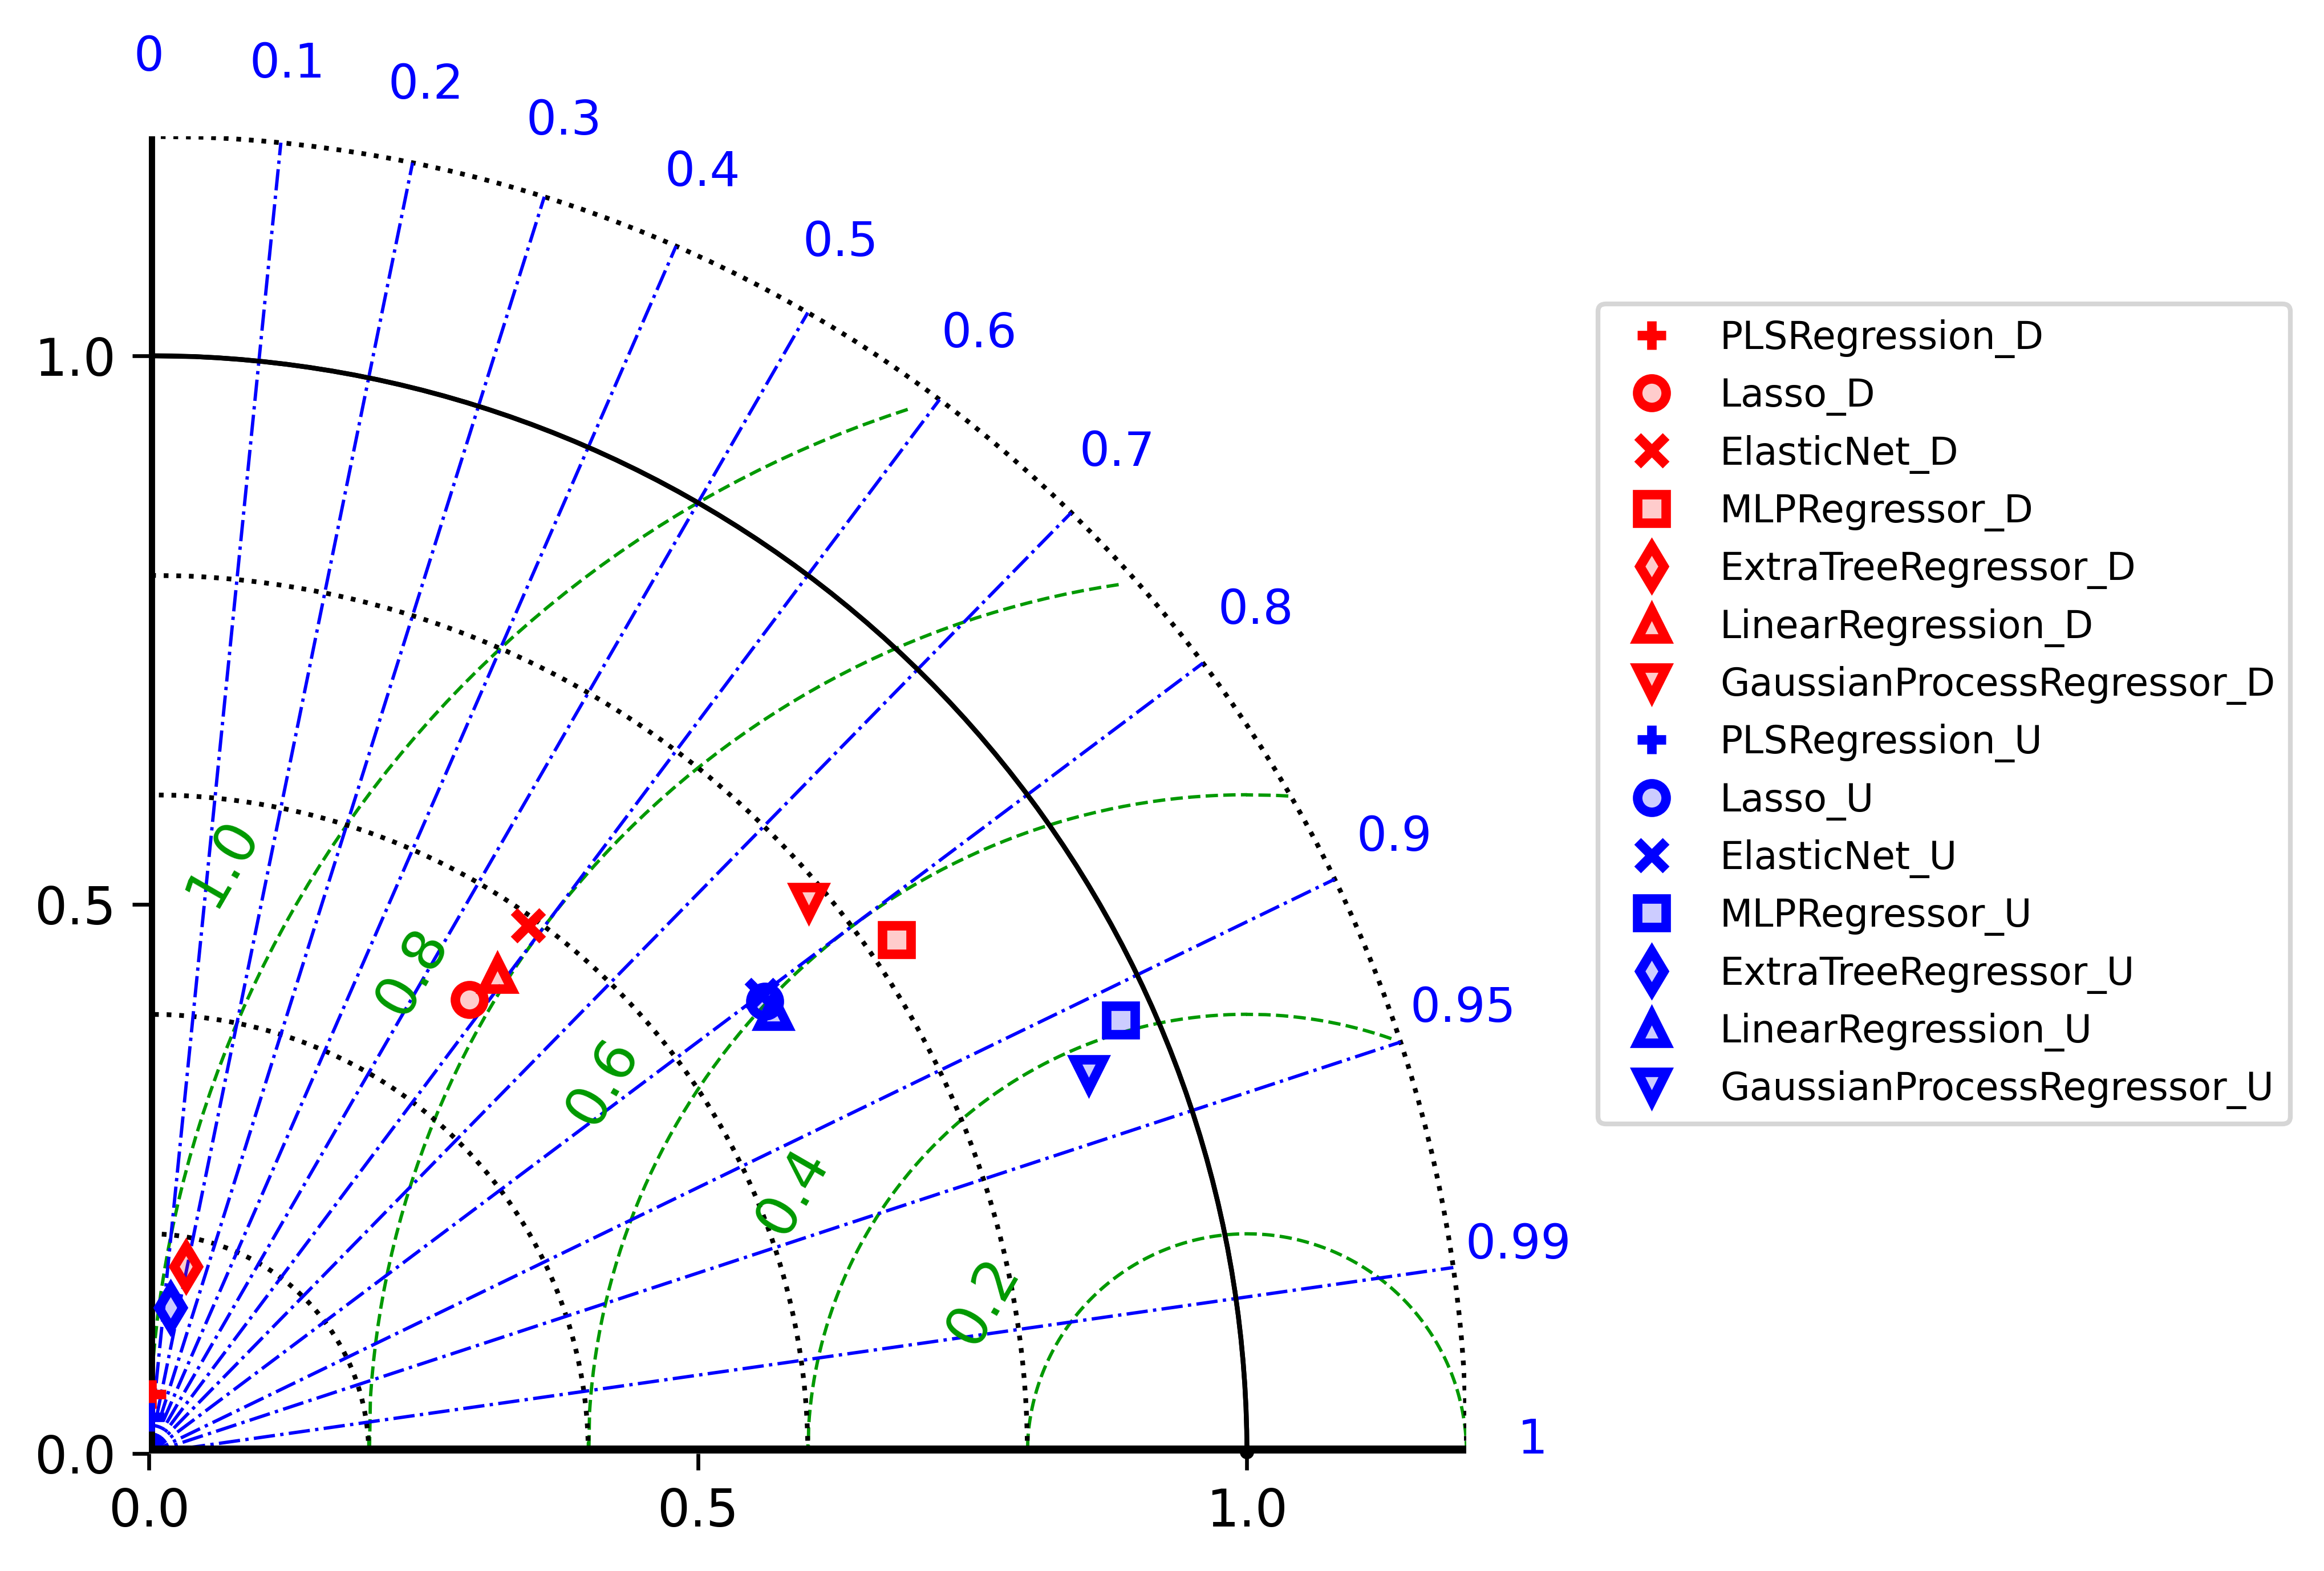 0
0.1
0.2
0.3
0.4
0.5
0.6
0.7
0.8
0.9
0.95
0.99
1
1.0
0.5
0.0
0.0
0.5
1.0
1.0
0.8
0.6
0.4
0.2
PLSRegression_D
Lasso_D
ElasticNet_D
MLPRegressor_D
ExtraTreeRegressor_D
LinearRegression_D
GaussianProcessRegressor_D
PLSRegression_U
Lasso_U
ElasticNet_U
MLPRegressor_U
ExtraTreeRegressor_U
LinearRegression_U
GaussianProcessRegressor_U